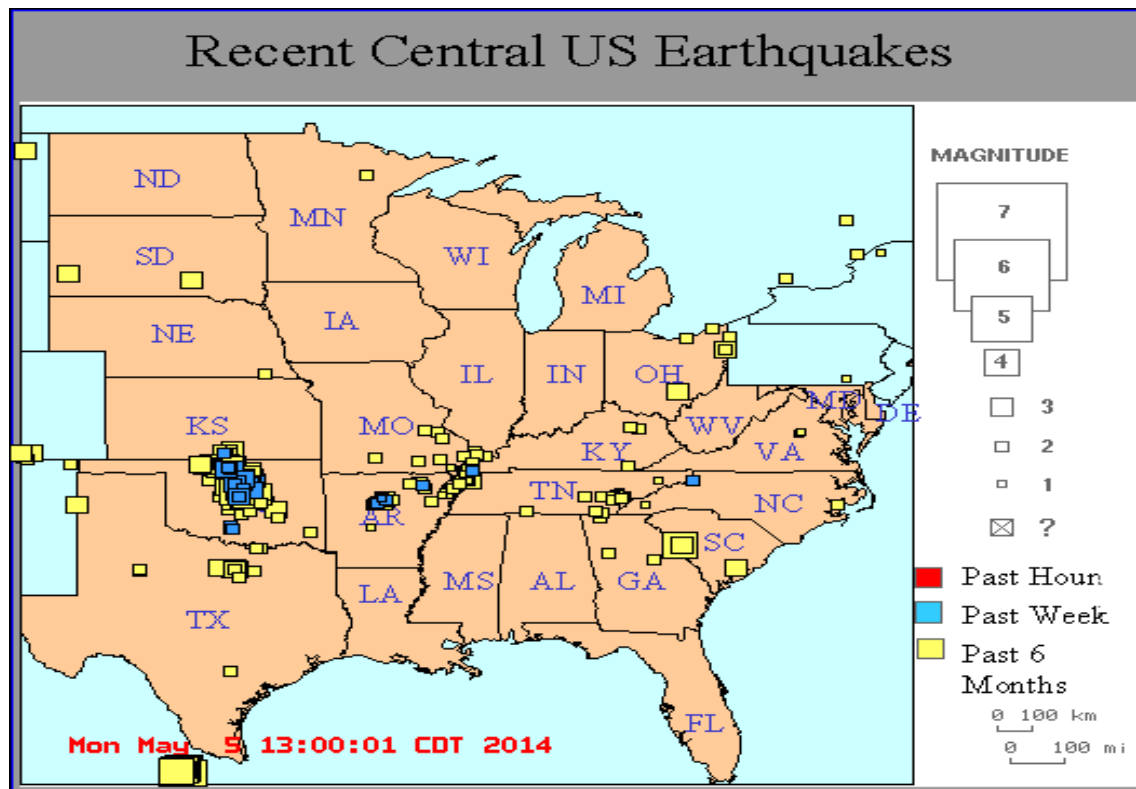 Recent Central US Earthquakes
MAGNITUDE
7
6
5
4
3
2
1
?
ND
MN
SD
WI
MI
NE
IA
IL
IN
OH
MD
DE
WV
KS
MO
KY
VA
TN
NC
AR
SC
MS
AL
GA
LA
TX
FL
Past Houn
Past Week
Past 6
Months
0 100 km
0 100 mi
Mon May 5 13:00:01 CDT 2014